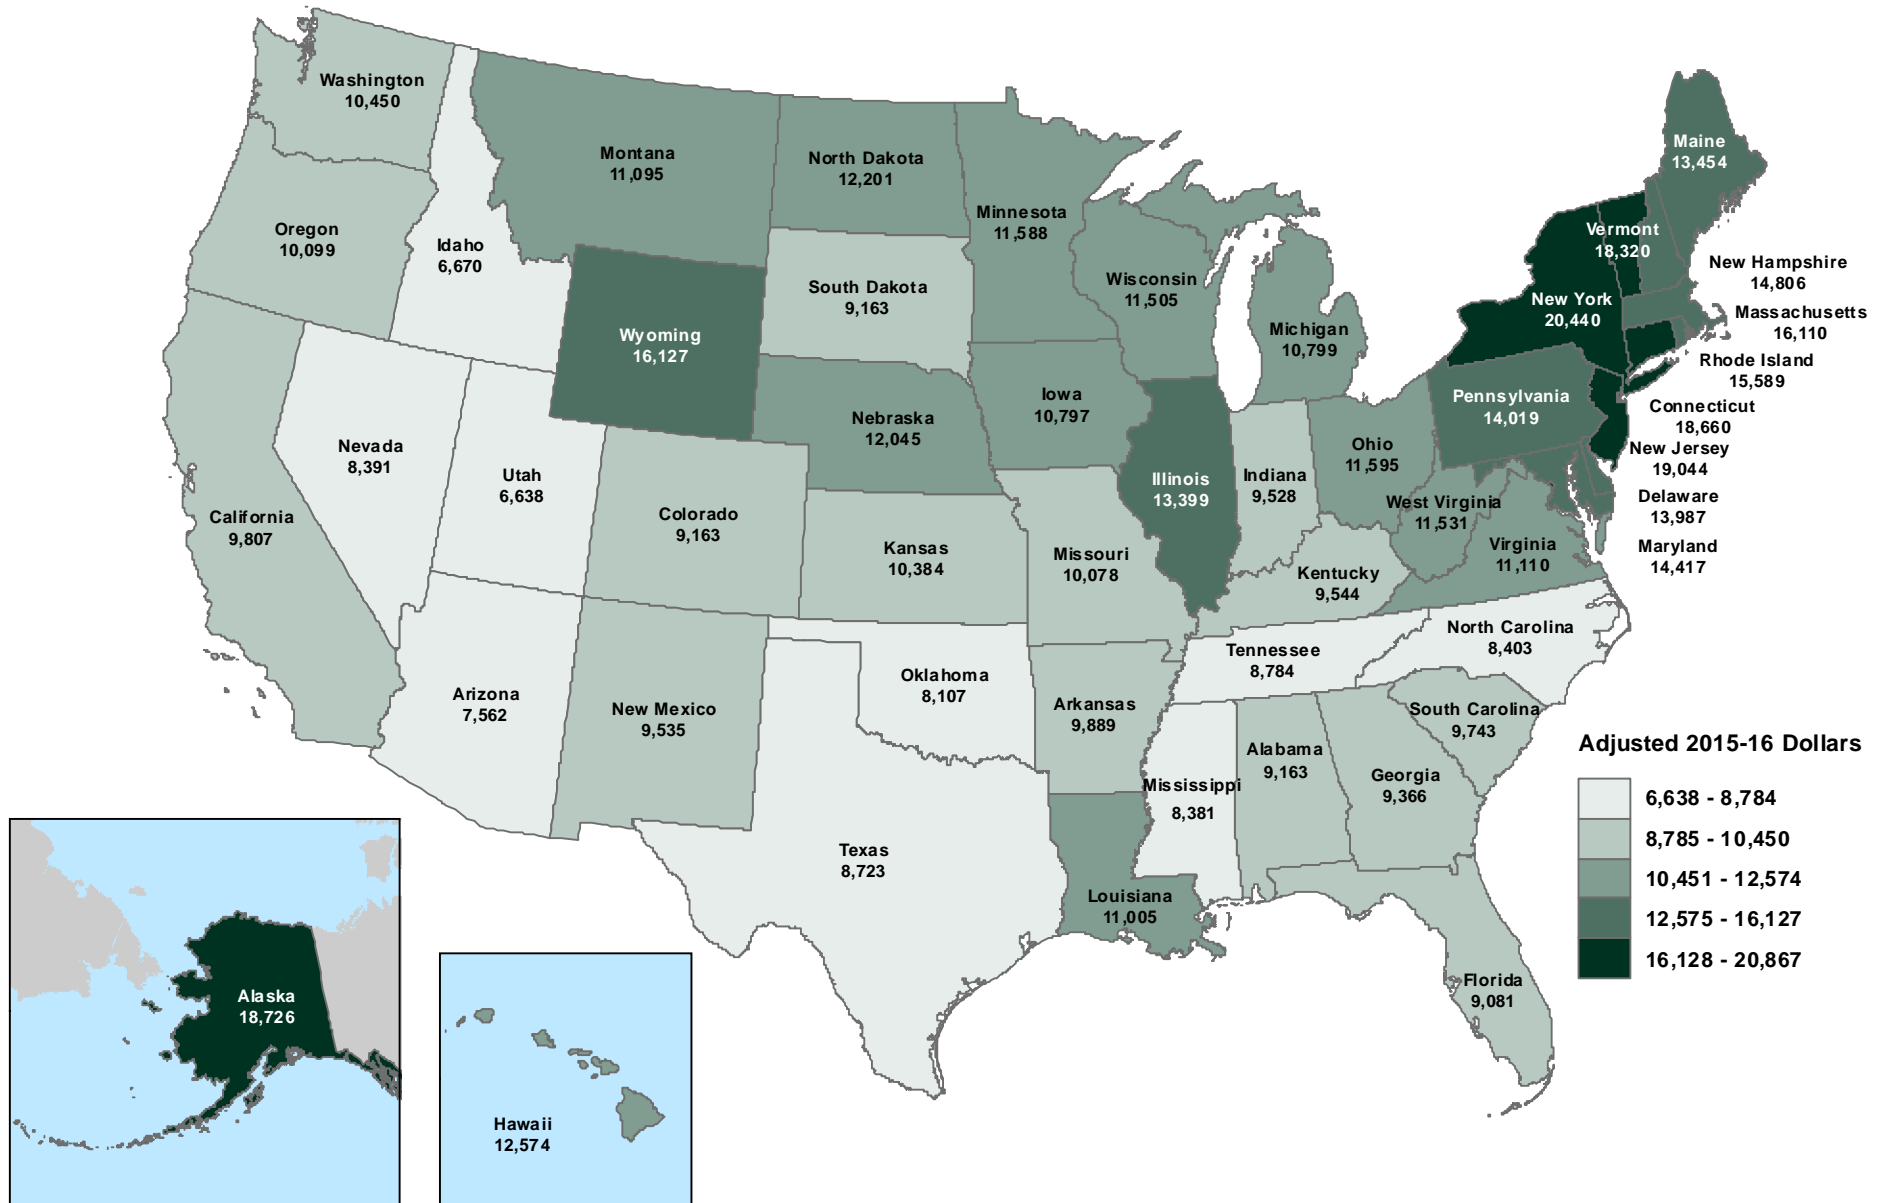 Washington
10,450
Oregon
10,099
Idaho
6,670
Montana
11,095
North Dakota
12,201
Minnesota
11,588
South Dakota
9,163
Wyoming
16,127
Wisconsin
11,505
Michigan
10,799
Iowa
10,797
Nebraska
12,045
Nevada
8,391
Utah
6,638
California
9,807
Colorado
9,163
Kansas
10,384
Missouri
10,078
Illinois
13,399
Indiana
9,528
Ohio
11,595
West Virginia
11,531
Virginia
11,110
Kentucky
9,544
Pennsylvania
14,019
New York
20,440
Vermont
18,320
Maine
13,454
New Hampshire
14,806
Massachusetts
16,110
Rhode Island
15,589
Connecticut
18,660
New Jersey
19,044
Delaware
13,987
Maryland
14,417
North Carolina
8,403
Tennessee
8,784
South Carolina
9,743
Arizona
7,562
New Mexico
9,535
Oklahoma
8,107
Arkansas
9,889
Mississippi
8,381
Alabama
9,163
Georgia
9,366
Texas
8,723
Louisiana
11,005
Florida
9,081
Alaska
18,726
Hawaii
12,574
Adjusted 2015-16 Dollars
6,638 - 8,784
8,785 - 10,450
10,451 - 12,574
12,575 - 16,127
16,128 - 20,867